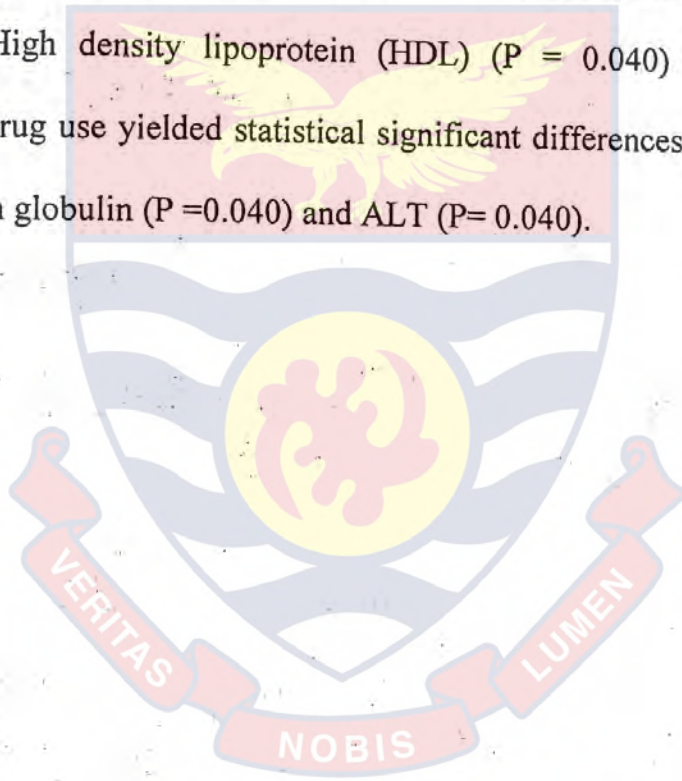 High density lipoprotein (HDL) (P = 0.040)
rug use yielded statistical significant differences
globulin (P =0.040) and ALT (P= 0.040).
VERITAS
NOBIS
LUMEN